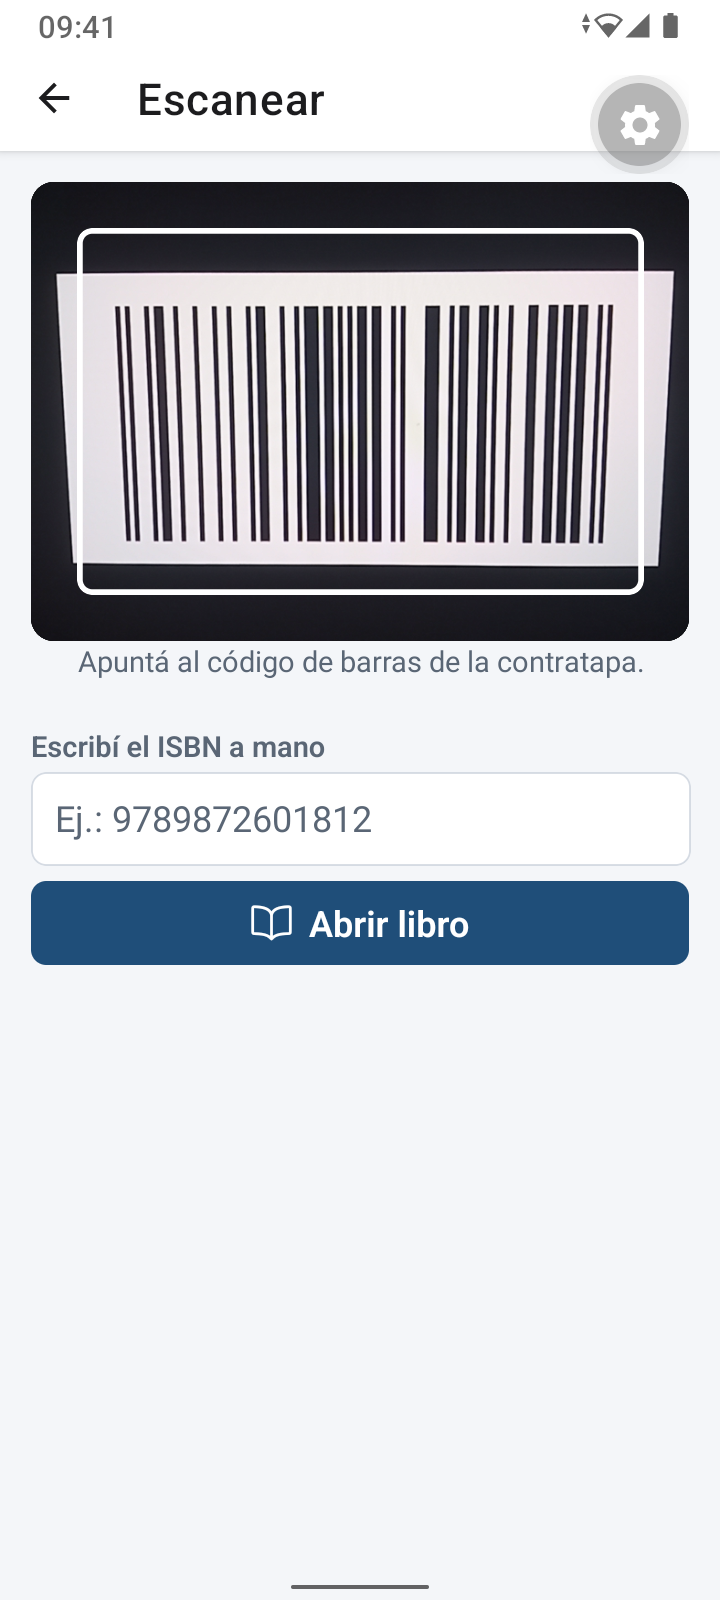 09:41
Escanear
Apuntá al código de barras de la contratapa.
Escribí el ISBN a mano
Ej.: 9789872601812
Abrir libro